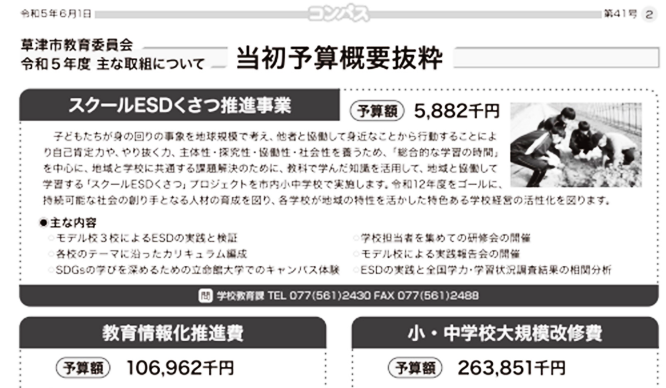 令和5年6月1日
コンパス
第41号 2
草津市教育委員会
令和5年度 主な取組について
当初予算概要抜粋
スクールESDくさつ推進事業
予算額 5,882千円
子どもたちが身の回りの事象を地球規模で考え、他者と協働して身近なことから行動することによ
り自己肯定力や、やり抜く力、主体性・探究性・協働性・社会性を養うため、「総合的な学習の時間」
を中心に、地域と学校に共通する課題解決のために、教科で学んだ知識を活用して、地域と協働して
学習する「スクールESDくさつ」プロジェクトを市内小中学校で実施します。令和12年度をゴールに、
持続可能な社会の創り手となる人材の育成を図り、各学校が地域の特性を活かした特色ある学校経営の活性化を図ります。
●主な内容
○モデル校3校によるESDの実践と検証
○各校のテーマに沿ったカリキュラム編成
○SDGsの学びを深めるための立命館大学でのキャンパス体験
○学校担当者を集めての研修会の開催
○モデル校による実践報告会の開催
○ESDの実践と全国学力・学習状況調査結果の相関分析
問 学校教育課 TEL 077(561)2430 FAX 077(561)2488
教育情報化推進費
予算額 106,962千円
小・中学校大規模改修費
予算額 263,851千円